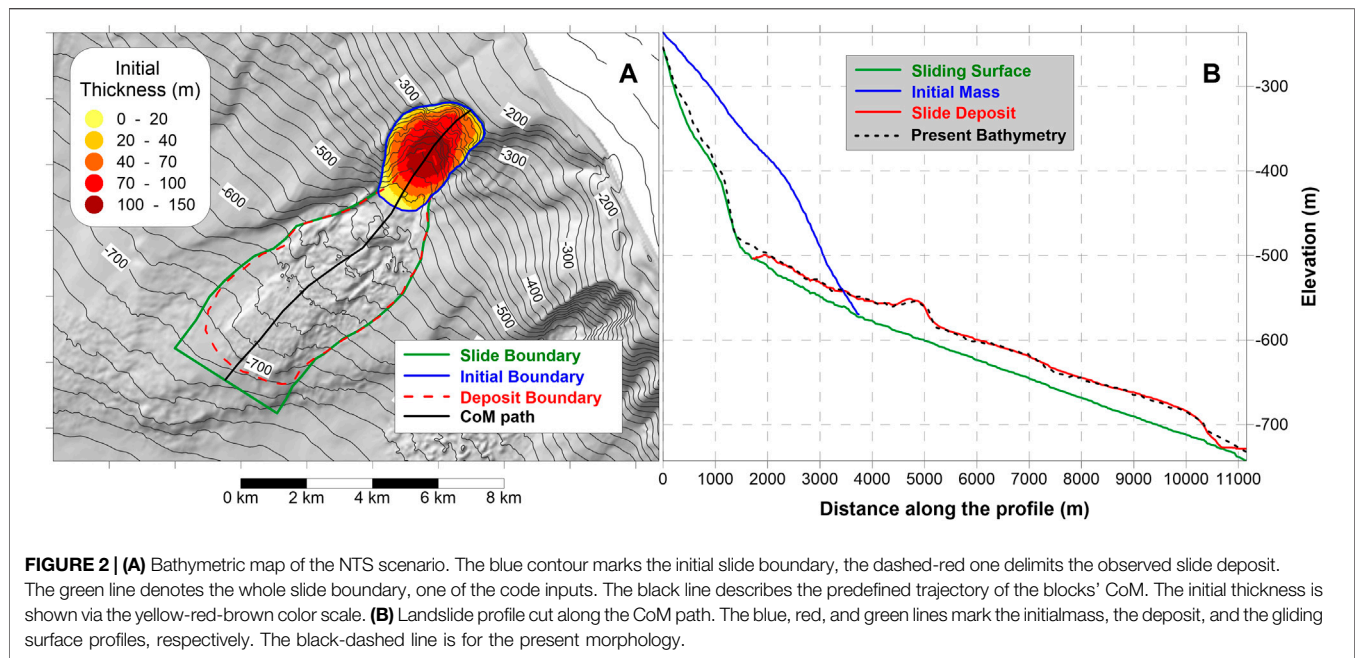 Initial
Thickness (m)
0 - 20
20 - 40
40 - 70
70 - 100
100 - 150
A
-300
-200
-300
-500
-200
-600
-700
-300
-400
-500
-700
Slide Boundary
Initial Boundary
Deposit Boundary
CoM path
0 km 2 km 4 km 6 km 8 km
B
Sliding Surface
Initial Mass
Slide Deposit
Present Bathymetry
-300
-400
-500
-600
-700
Elevation (m)
0 1000 2000 3000 4000 5000 6000 7000 8000 9000 10000 11000
Distance along the profile (m)
FIGURE 2 | (A) Bathymetric map of the NTS scenario. The blue contour marks the initial slide boundary, the dashed-red one delimits the observed slide deposit.
The green line denotes the whole slide boundary, one of the code inputs. The black line describes the predefined trajectory of the blocks' CoM. The initial thickness is
shown via the yellow-red-brown color scale. (B) Landslide profile cut along the CoM path. The blue, red, and green lines mark the initialmass, the deposit, and the gliding
surface profiles, respectively. The black-dashed line is for the present morphology.